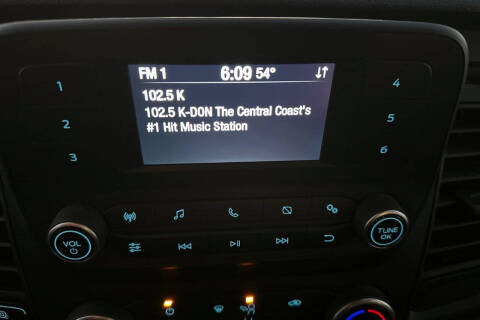 FM 1 6:09 54°
102.5 K
102.5 K-DON The Central Coast's
#1 Hit Music Station
1
2
3
4
5
6
VOL
TUNE
OK